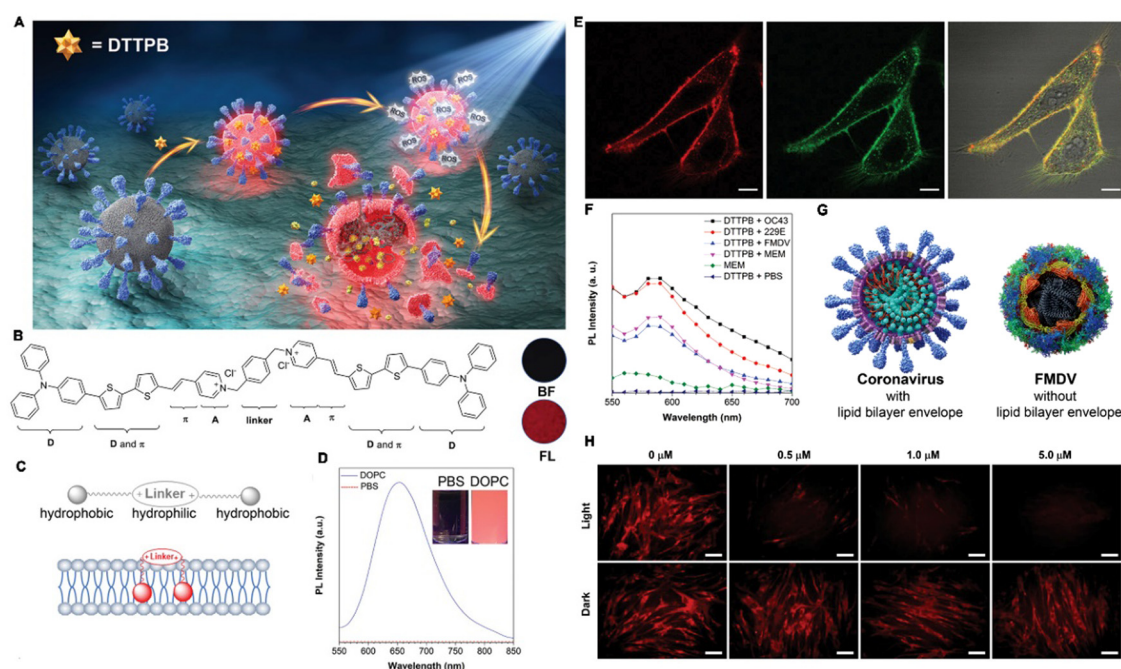 A
= DTTPB
ROS
ROS
ROS
ROS
ROS
ROS
ROS
B
N
S
S
N
+
Cl-
Cl-
N
+
S
S
N
π
A
linker
A
π
D
D and π
D and π
D
BF
FL
C
+ Linker +
hydrophobic
hydrophilic
hydrophobic
+Linker+
D
PL Intensity (a.u.)
DOPC
PBS
PBS
DOPC
550
600
650
700
750
800
850
Wavelength (nm)
E
F
PL Intensity (a. u.)
DTTPB + OC43
DTTPB + 229E
DTTPB + FMDV
DTTPB + MEM
MEM
DTTPB + PBS
550
600
650
700
Wavelength (nm)
G
Coronavirus
with
lipid bilayer envelope
FMDV
without
lipid bilayer envelope
H
0 μM
0.5 μM
1.0 μM
5.0 μM
Light
Dark